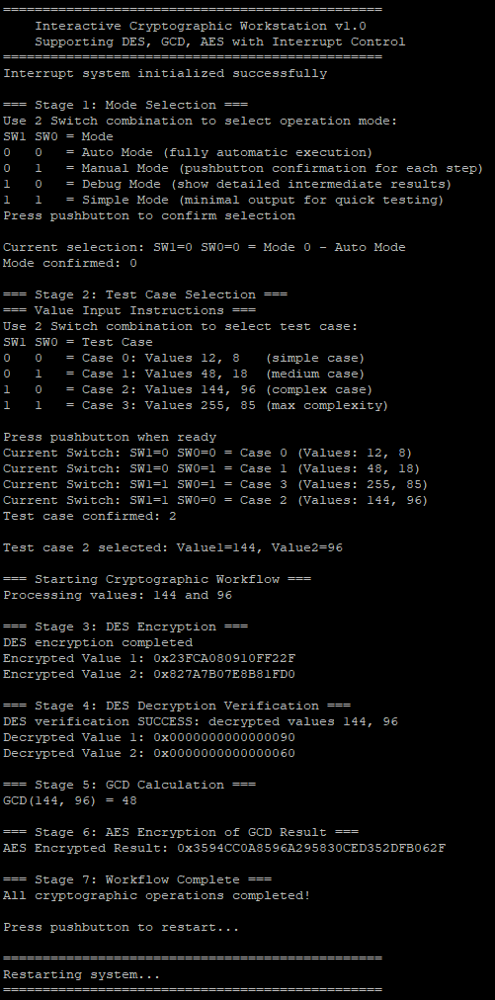 ================================================
    Interactive Cryptographic Workstation v1.0
    Supporting DES, GCD, AES with Interrupt Control
================================================
Interrupt system initialized successfully

=== Stage 1: Mode Selection ===
Use 2 Switch combination to select operation mode:
SW1 SW0 = Mode
0   0   = Auto Mode (fully automatic execution)
0   1   = Manual Mode (pushbutton confirmation for each step)
1   0   = Debug Mode (show detailed intermediate results)
1   1   = Simple Mode (minimal output for quick testing)
Press pushbutton to confirm selection

Current selection: SW1=0 SW0=0 = Mode 0 - Auto Mode
Mode confirmed: 0

=== Stage 2: Test Case Selection ===
=== Value Input Instructions ===
Use 2 Switch combination to select test case:
SW1 SW0 = Test Case
0   0   = Case 0: Values 12, 8   (simple case)
0   1   = Case 1: Values 48, 18  (medium case)
1   0   = Case 2: Values 144, 96 (complex case)
1   1   = Case 3: Values 255, 85 (max complexity)

Press pushbutton when ready
Current Switch: SW1=0 SW0=0 = Case 0 (Values: 12, 8)
Current Switch: SW1=0 SW0=1 = Case 1 (Values: 48, 18)
Current Switch: SW1=1 SW0=1 = Case 3 (Values: 255, 85)
Current Switch: SW1=1 SW0=0 = Case 2 (Values: 144, 96)
Test case confirmed: 2

Test case 2 selected: Value1=144, Value2=96

=== Starting Cryptographic Workflow ===
Processing values: 144 and 96

=== Stage 3: DES Encryption ===
DES encryption completed
Encrypted Value 1: 0x23FCA080910FF22F
Encrypted Value 2: 0x827A7B07E8B81FD0

=== Stage 4: DES Decryption Verification ===
DES verification SUCCESS: decrypted values 144, 96
Decrypted Value 1: 0x0000000000000090
Decrypted Value 2: 0x0000000000000060

=== Stage 5: GCD Calculation ===
GCD(144, 96) = 48

=== Stage 6: AES Encryption of GCD Result ===
AES Encrypted Result: 0x3594CC0A8596A295830CED352DFB062F

=== Stage 7: Workflow Complete ===
All cryptographic operations completed!

Press pushbutton to restart...

================================================
Restarting system...
================================================